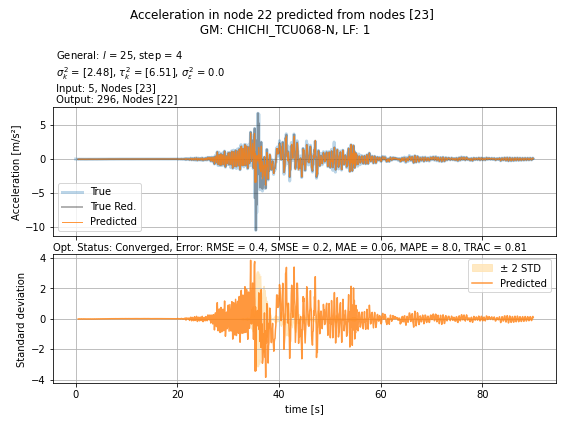 Acceleration in node 22 predicted from nodes [23]
GM: CHICHI_TCU068-N, LF: 1
General: l = 25, step = 4
σ²ₖ = [2.48], τ²ₖ = [6.51], σ²ε = 0.0
Input: 5, Nodes [23]
Output: 296, Nodes [22]
Acceleration [m/s²]
5
0
−5
−10
True
True Red.
Predicted
Opt. Status: Converged, Error: RMSE = 0.4, SMSE = 0.2, MAE = 0.06, MAPE = 8.0, TRAC = 0.81
Standard deviation
4
2
0
−2
−4
± 2 STD
Predicted
0 20 40 60 80
time [s]